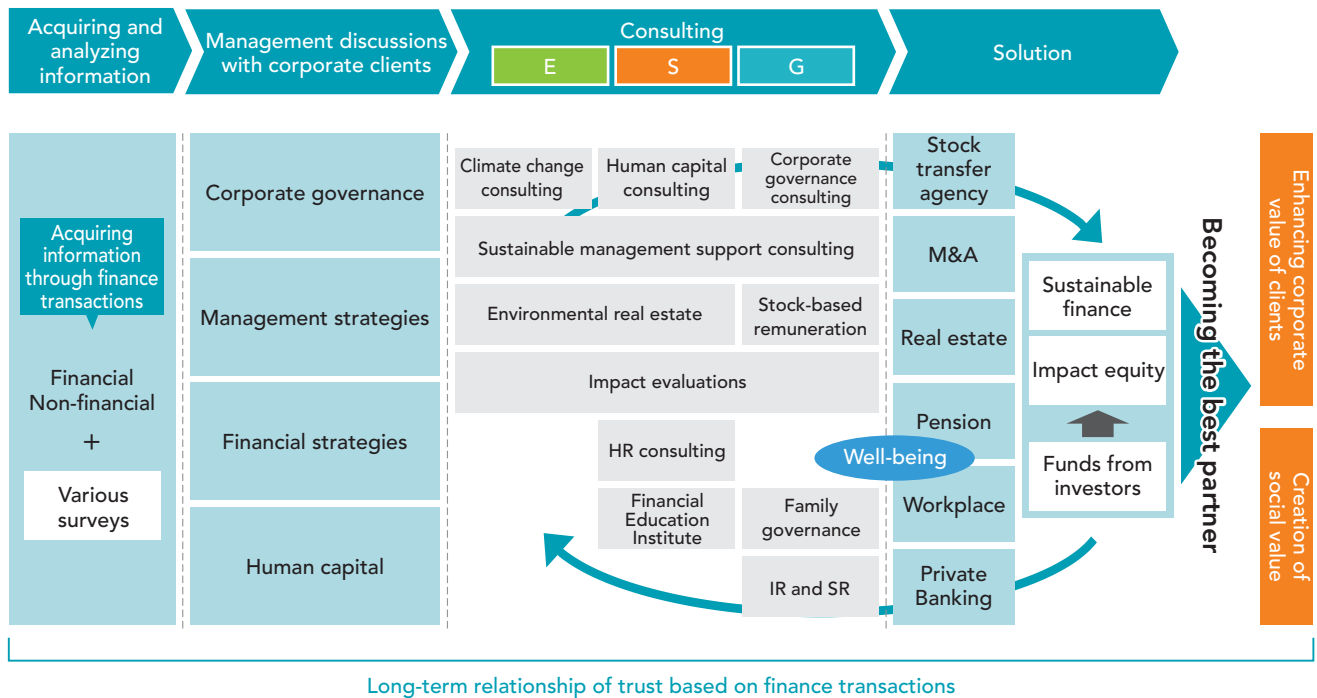 Acquiring and
analyzing
information
Management discussions
with corporate clients
Consulting
E
S
G
Solution
Acquiring
information
through finance
transactions
Financial
Non-financial
+
Various
surveys
Corporate governance
Management strategies
Financial strategies
Human capital
Climate change
consulting
Human capital
consulting
Corporate
governance
consulting
Sustainable management support consulting
Environmental real estate
Stock-based
remuneration
Impact evaluations
HR consulting
Financial
Education
Institute
Family
governance
IR and SR
Well-being
Stock
transfer
agency
M&A
Real estate
Pension
Workplace
Private
Banking
Sustainable
finance
Impact equity
Funds from
investors
Becoming the best partner
Enhancing corporate
value of clients
Creation of
social value
Long-term relationship of trust based on finance transactions